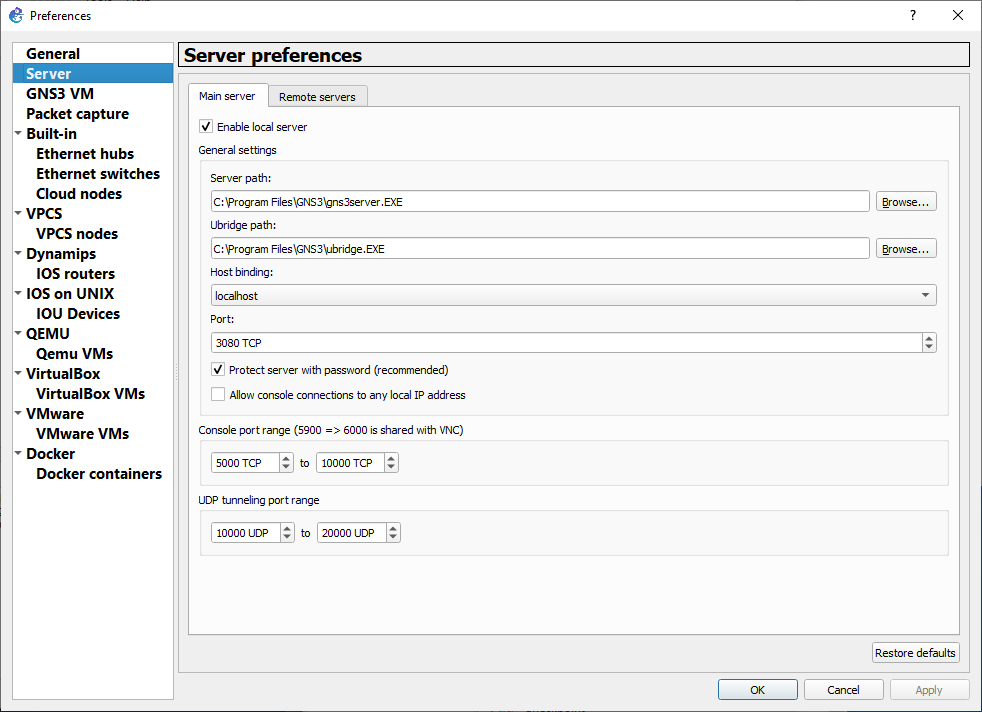 Preferences
?
General
Server
GNS3 VM
Packet capture
Built-in
Ethernet hubs
Ethernet switches
Cloud nodes
VPCS
VPCS nodes
Dynamips
IOS routers
IOS on UNIX
IOU Devices
QEMU
Qemu VMs
VirtualBox
VirtualBox VMs
VMware
VMware VMs
Docker
Docker containers
Server preferences
Main server
Remote servers
Enable local server
General settings
Server path:
C:\Program Files\GNS3\gns3server.EXE
Browse...
Ubridge path:
C:\Program Files\GNS3\ubridge.EXE
Browse...
Host binding:
localhost
Port:
3080 TCP
Protect server with password (recommended)
Allow console connections to any local IP address
Console port range (5900 => 6000 is shared with VNC)
5000 TCP to 10000 TCP
UDP tunneling port range
10000 UDP to 20000 UDP
Restore defaults
OK
Cancel
Apply